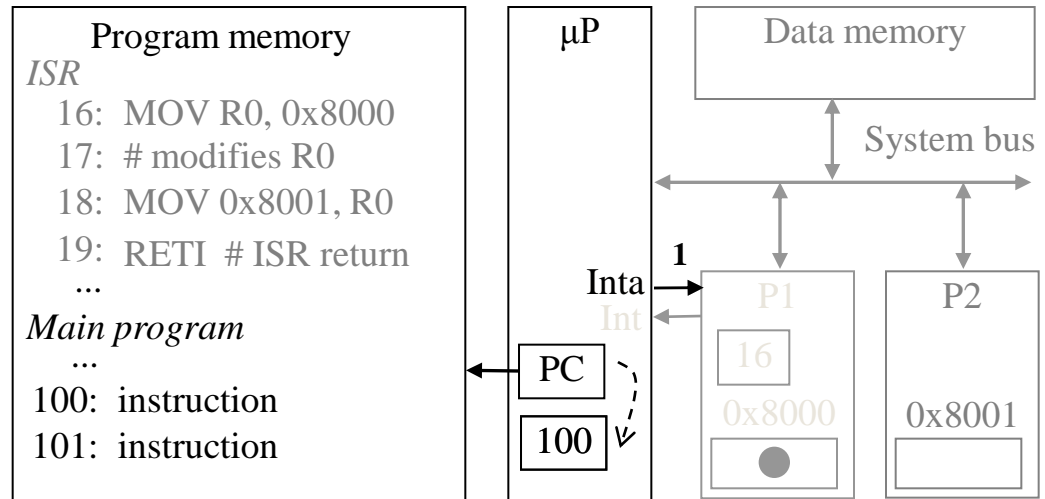 Program memory
ISR
16: MOV R0, 0x8000
17: # modifies R0
18: MOV 0x8001, R0
19: RETI # ISR return
...
Main program
...
100: instruction
101: instruction
μP
Inta
Int
PC
100
1
Data memory
System bus
P1
16
0x8000
P2
0x8001